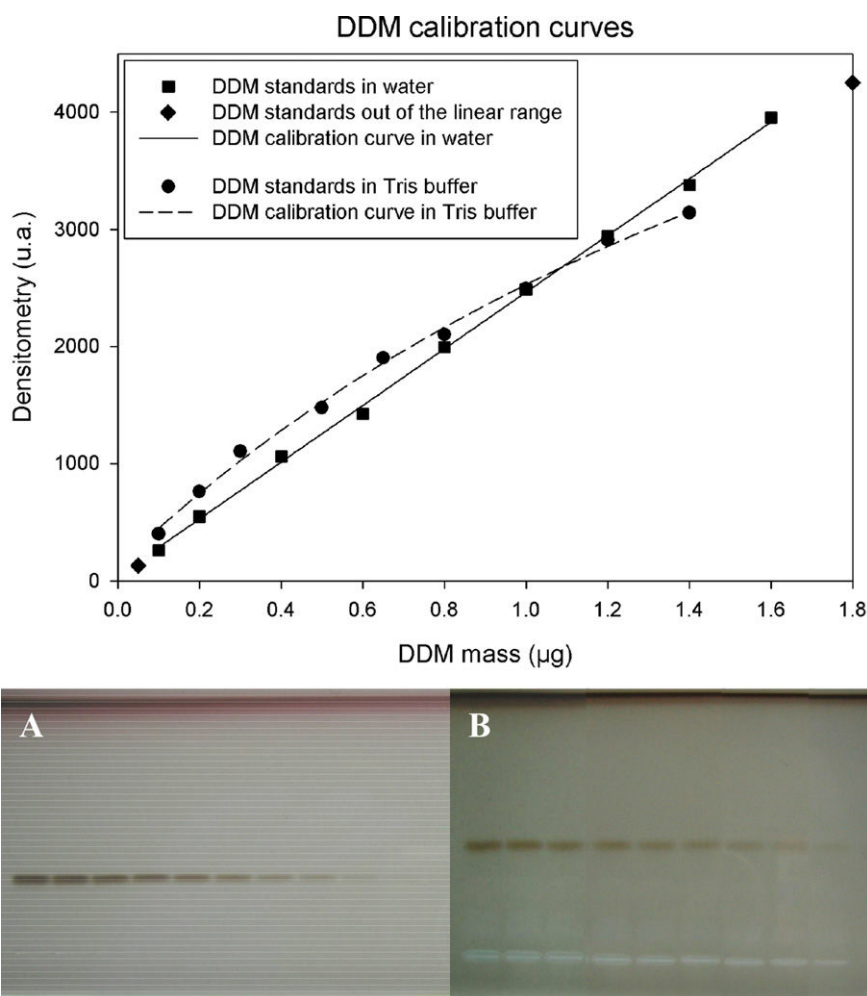 DDM calibration curves
DDM standards in water
DDM standards out of the linear range
DDM calibration curve in water
DDM standards in Tris buffer
DDM calibration curve in Tris buffer
Densitometry (u.a.)
4000
3000
2000
1000
0
0.0 0.2 0.4 0.6 0.8 1.0 1.2 1.4 1.6 1.8
DDM mass (µg)
A B